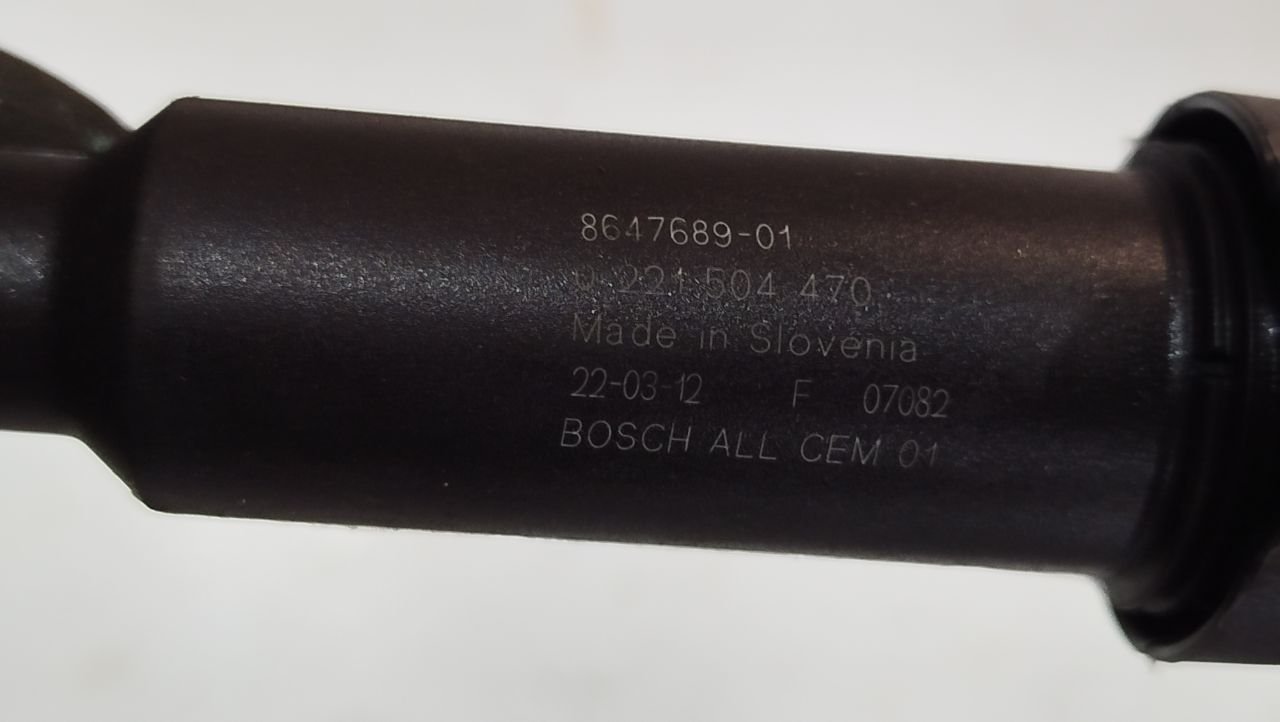 8647689-01
0 221 504 470
Made in Slovenia
22-03-12 F 07082
BOSCH ALL CEM 01